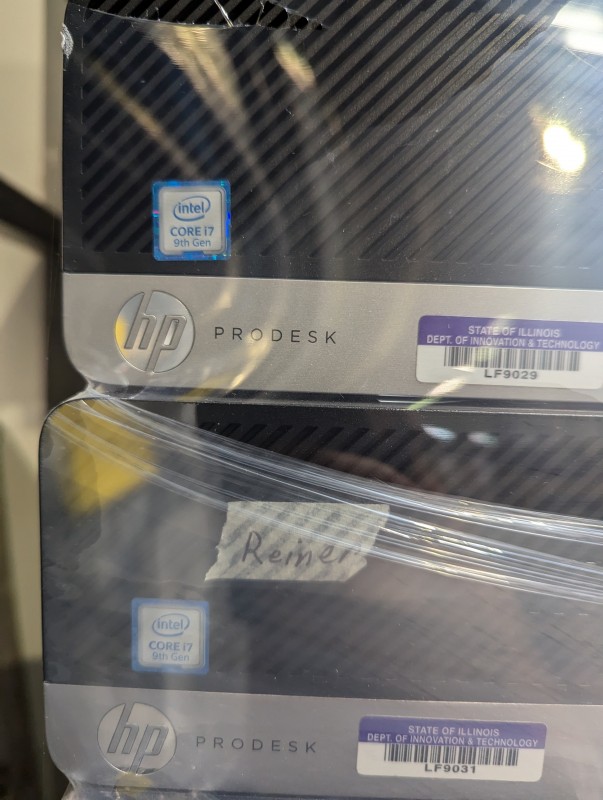 intel
CORE i7
9th Gen
hp
PRODESK
STATE OF ILLINOIS
DEPT. OF INNOVATION & TECHNOLOGY
LF9029
Reiner
intel
CORE i7
9th Gen
hp
PRODESK
STATE OF ILLINOIS
DEPT. OF INNOVATION & TECHNOLOGY
LF9031